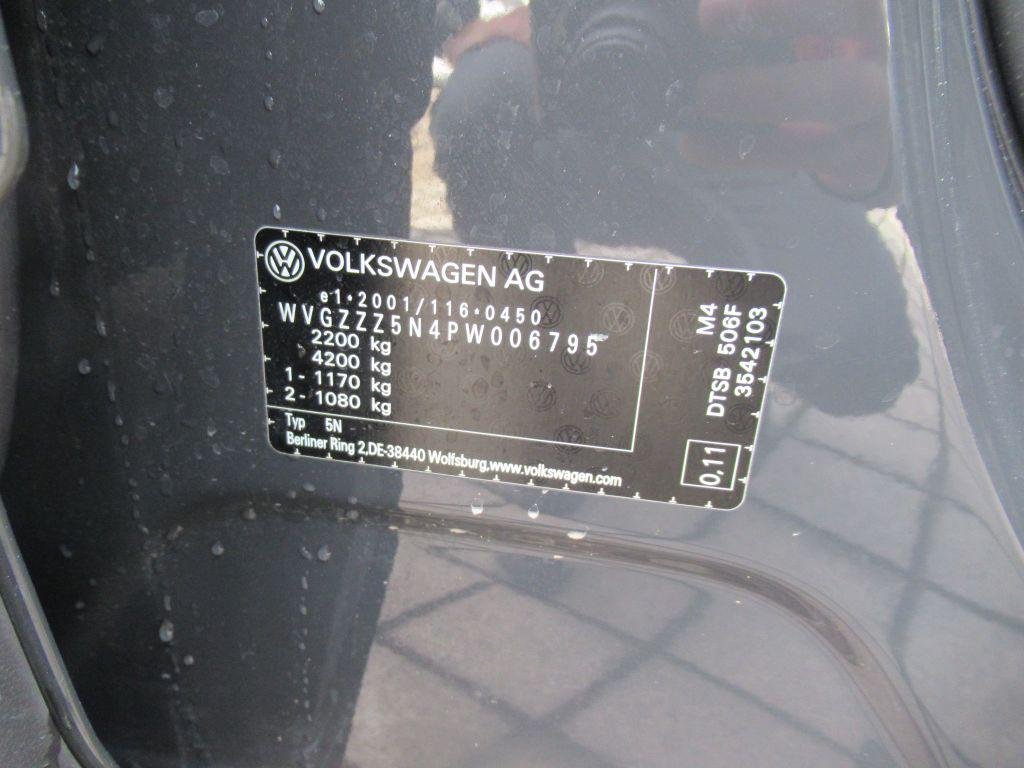 VOLKSWAGEN AG
e1*2001/116*0450
WVGZZZ5N4PW006795
2200 kg
4200 kg
1- 1170 kg
2- 1080 kg
Typ 5N
Berliner Ring 2,DE-38440 Wolfsburg,www.volkswagen.com
M4
DTSB 506F
3542103
0,11